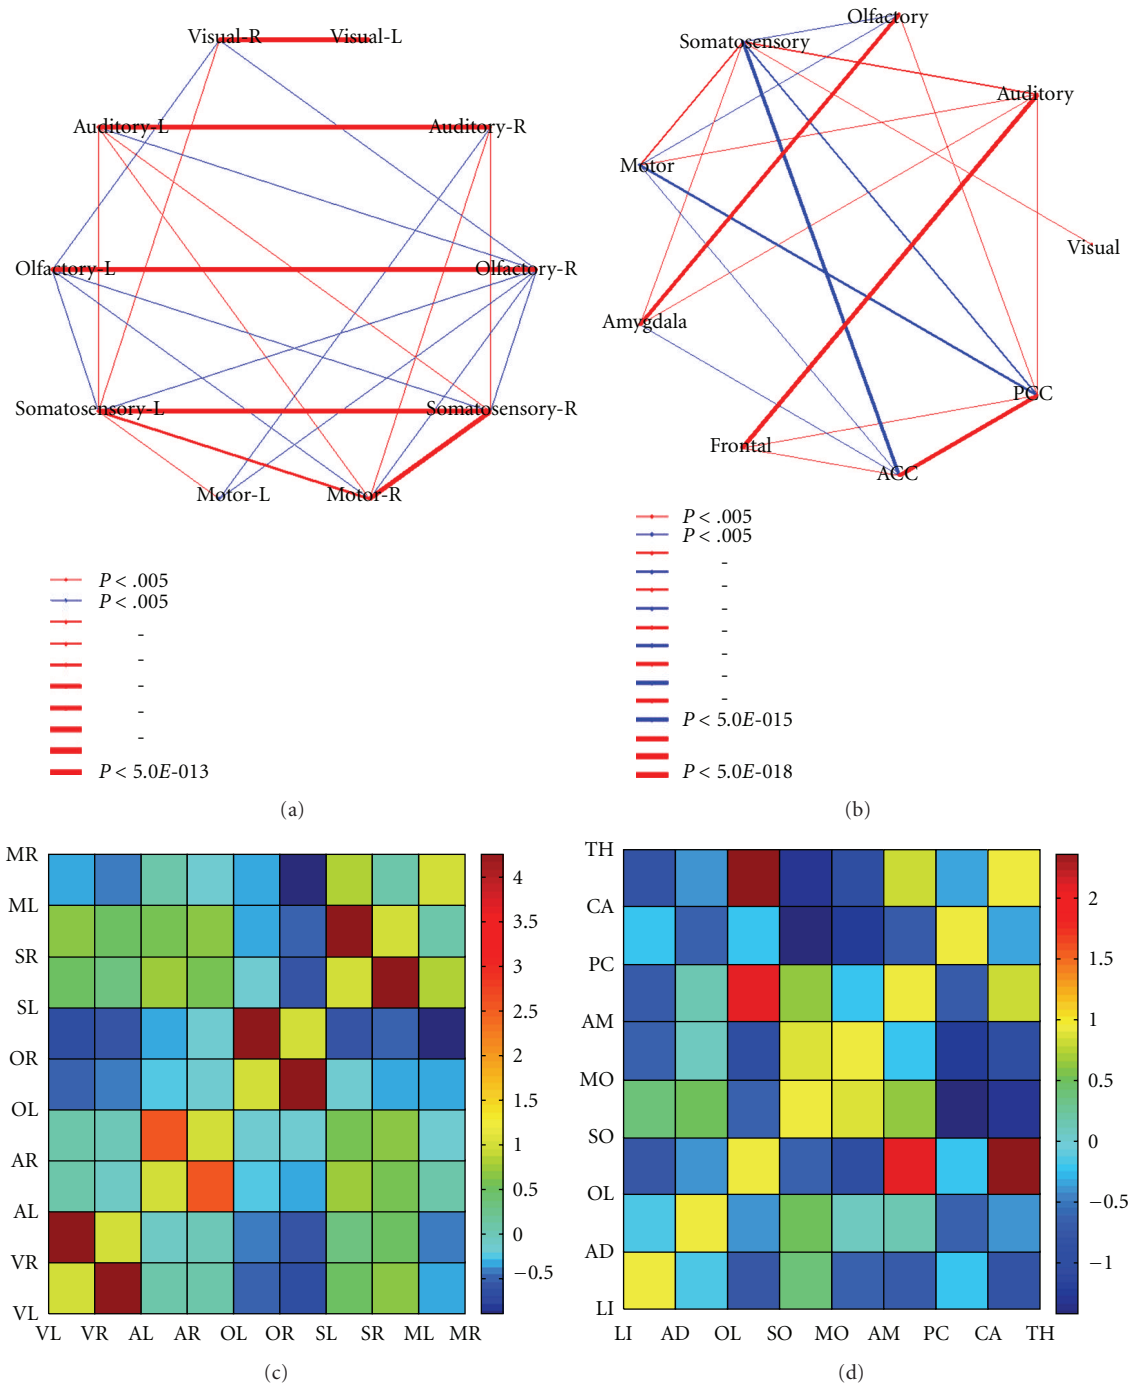 Visual-R Visual-L
Auditory-L Auditory-R
Olfactory-L Olfactory-R
Somatosensory-L Somatosensory-R
Motor-L Motor-R
P < .005
P < .005
-
-
-
-
-
P < 5.0E-013
(a)
Olfactory
Somatosensory
Auditory
Motor
Visual
Amygdala
PCC
Frontal
ACC
P < .005
P < .005
-
-
-
-
-
-
-
P < 5.0E-015
P < 5.0E-018
(b)
MR
ML
SR
SL
OR
OL
AR
AL
VR
VL
VL VR AL AR OL OR SL SR ML MR
4
3.5
3
2.5
2
1.5
1
0.5
0
−0.5
(c)
TH
CA
PC
AM
MO
SO
OL
AD
LI
LI AD OL SO MO AM PC CA TH
2
1.5
1
0.5
0
−0.5
−1
(d)